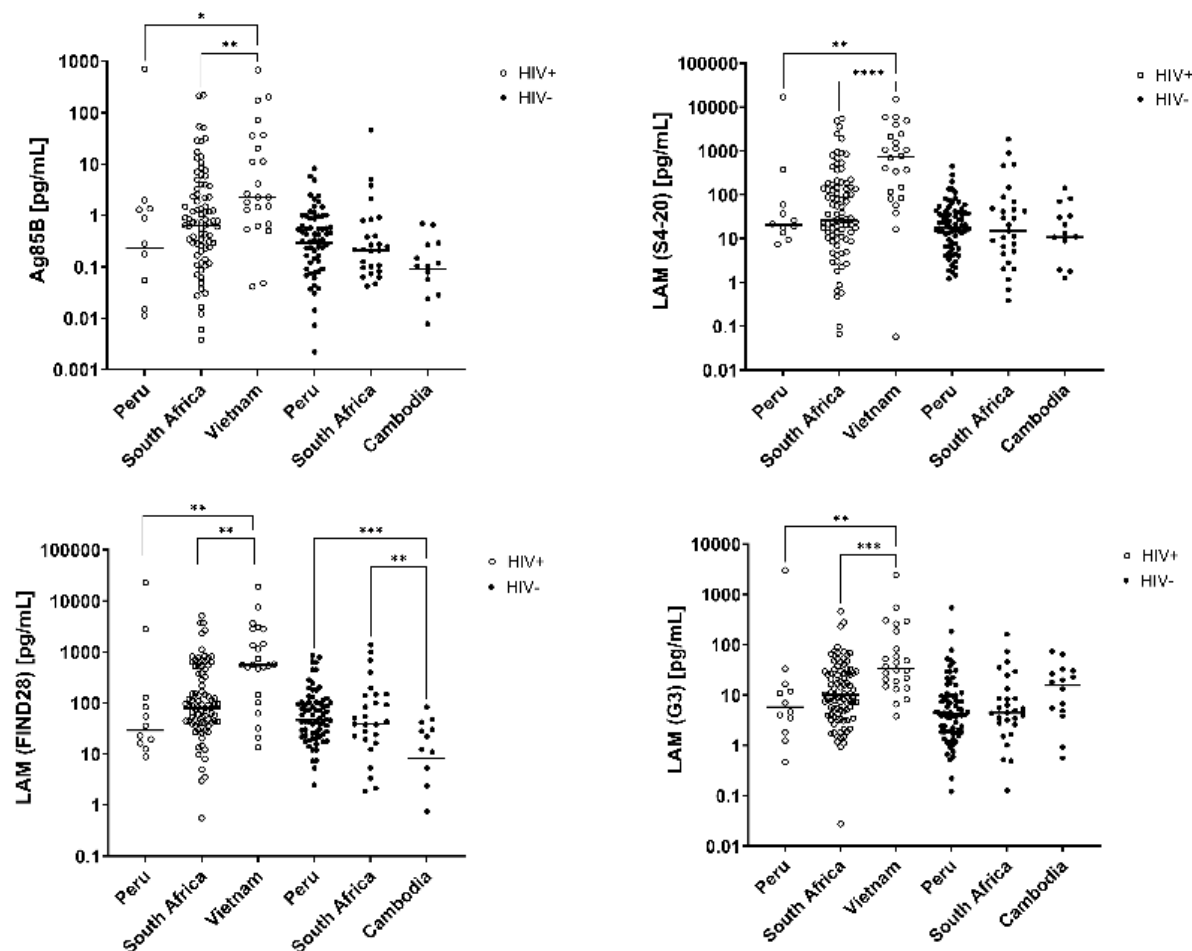 *
**
1000
100
10
1
0.1
0.01
0.001
Ag85B [pg/mL]
HIV+
HIV-
Peru
South Africa
Vietnam
Peru
South Africa
Cambodia
**
****
100000
10000
1000
100
10
1
0.1
0.01
LAM (S4-20) [pg/mL]
HIV+
HIV-
Peru
South Africa
Vietnam
Peru
South Africa
Cambodia
**
**
***
**
100000
10000
1000
100
10
1
0.1
LAM (FIND28) [pg/mL]
HIV+
HIV-
Peru
South Africa
Vietnam
Peru
South Africa
Cambodia
**
***
10000
1000
100
10
1
0.1
0.01
LAM (G3) [pg/mL]
HIV+
HIV-
Peru
South Africa
Vietnam
Peru
South Africa
Cambodia